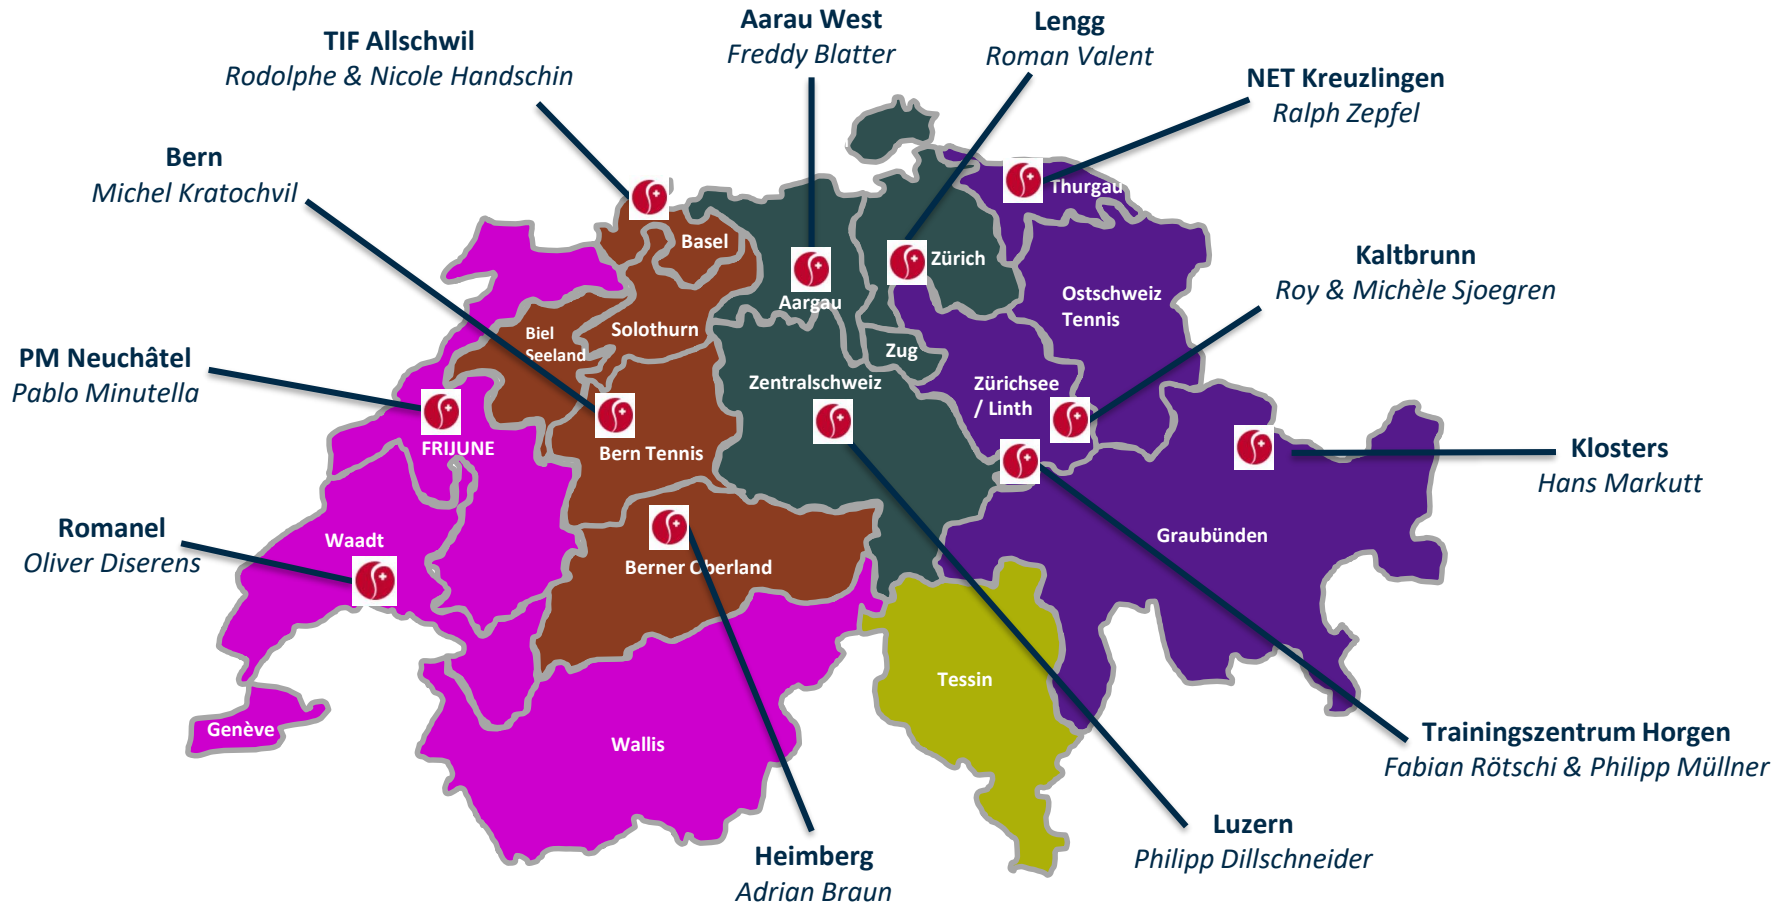 Aarau West
Freddy Blatter
Lengg
Roman Valent
TIF Allschwil
Rodolphe & Nicole Handschin
NET Kreuzlingen
Ralph Zepfel
Bern
Michel Kratochvil
Thurgau
Basel
Zürich
Kaltbrunn
Roy & Michèle Sjoegren
Aargau
Ostschweiz
Tennis
Solothurn
Biel
Seeland
Zug
PM Neuchâtel
Pablo Minutella
Zentralschweiz
Zürichsee
/ Linth
FRIJUNE
Bern Tennis
Klosters
Hans Markutt
Romanel
Oliver Diserens
Waadt
Graubünden
Berner Oberland
Tessin
Genève
Wallis
Trainingszentrum Horgen
Fabian Rötschi & Philipp Müllner
Luzern
Philipp Dillschneider
Heimberg
Adrian Braun